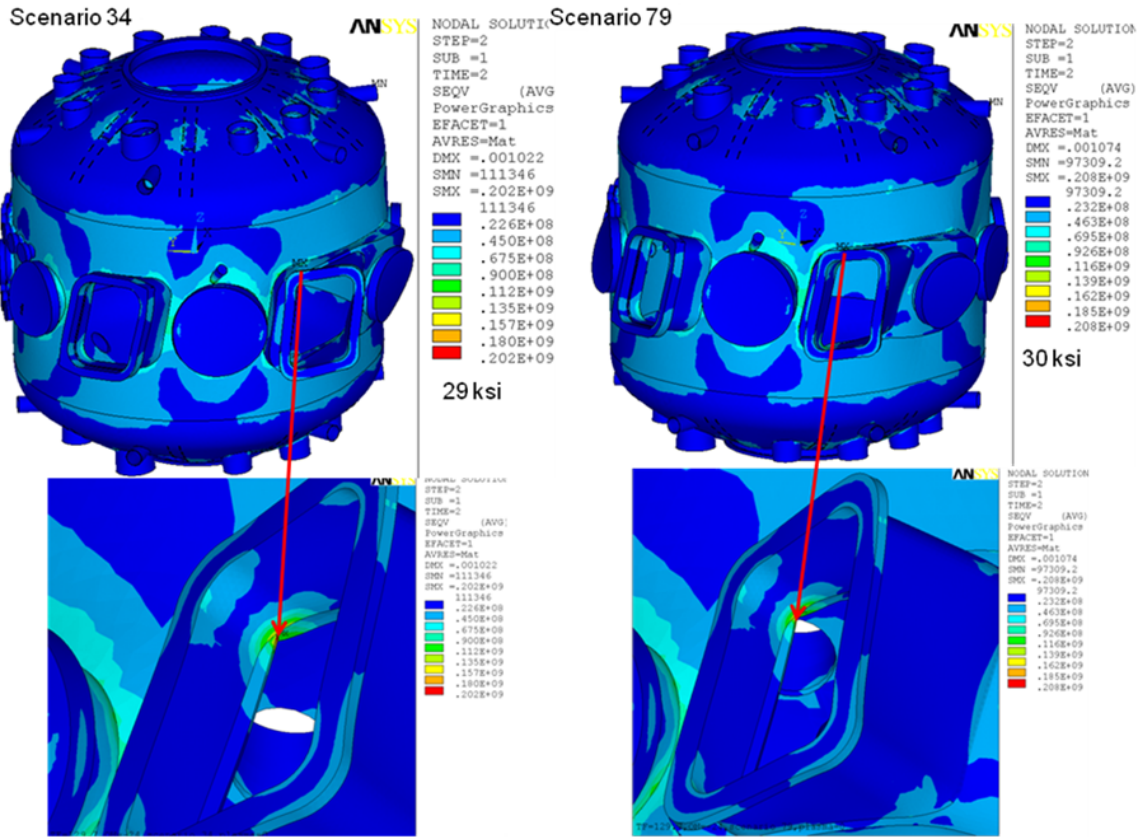 Scenario 34
ANSYS
NODAL SOLUTIO
STEP=2
SUB =1
TIME=2
SEQV (AVG
PowerGraphics
EFACET=1
AVRES=Mat
DMX =.001022
SMN =111346
SMX =.202E+09
111346
.226E+08
.450E+08
.675E+08
.900E+08
.112E+09
.135E+09
.157E+09
.180E+09
.202E+09
29 ksi
MN
Z
Y
Scenario 79
ANSYS
NODAL SOLUTION
STEP=2
SUB =1
TIME=2
SEQV (AVG)
PowerGraphics
EFACET=1
AVRES=Mat
DMX =.001074
SMN =97309.2
SMX =.208E+09
97309.2
.232E+08
.463E+08
.695E+08
.926E+08
.116E+09
.139E+09
.162E+09
.185E+09
.208E+09
30 ksi
MN
Z
Y
ANSYS
NODAL SOLUTION
STEP=2
SUB =1
TIME=2
SEQV (AVG)
PowerGraphics
EFACET=1
AVRES=Mat
DMX =.001022
SMN =111346
SMX =.202E+09
111346
.226E+08
.450E+08
.675E+08
.900E+08
.112E+09
.135E+09
.157E+09
.180E+09
.202E+09
ANSYS
NODAL SOLUTION
STEP=2
SUB =1
TIME=2
SEQV (AVG)
PowerGraphics
EFACET=1
AVRES=Mat
DMX =.001074
SMN =97309.2
SMX =.208E+09
97309.2
.232E+08
.463E+08
.695E+08
.926E+08
.116E+09
.139E+09
.162E+09
.185E+09
.208E+09